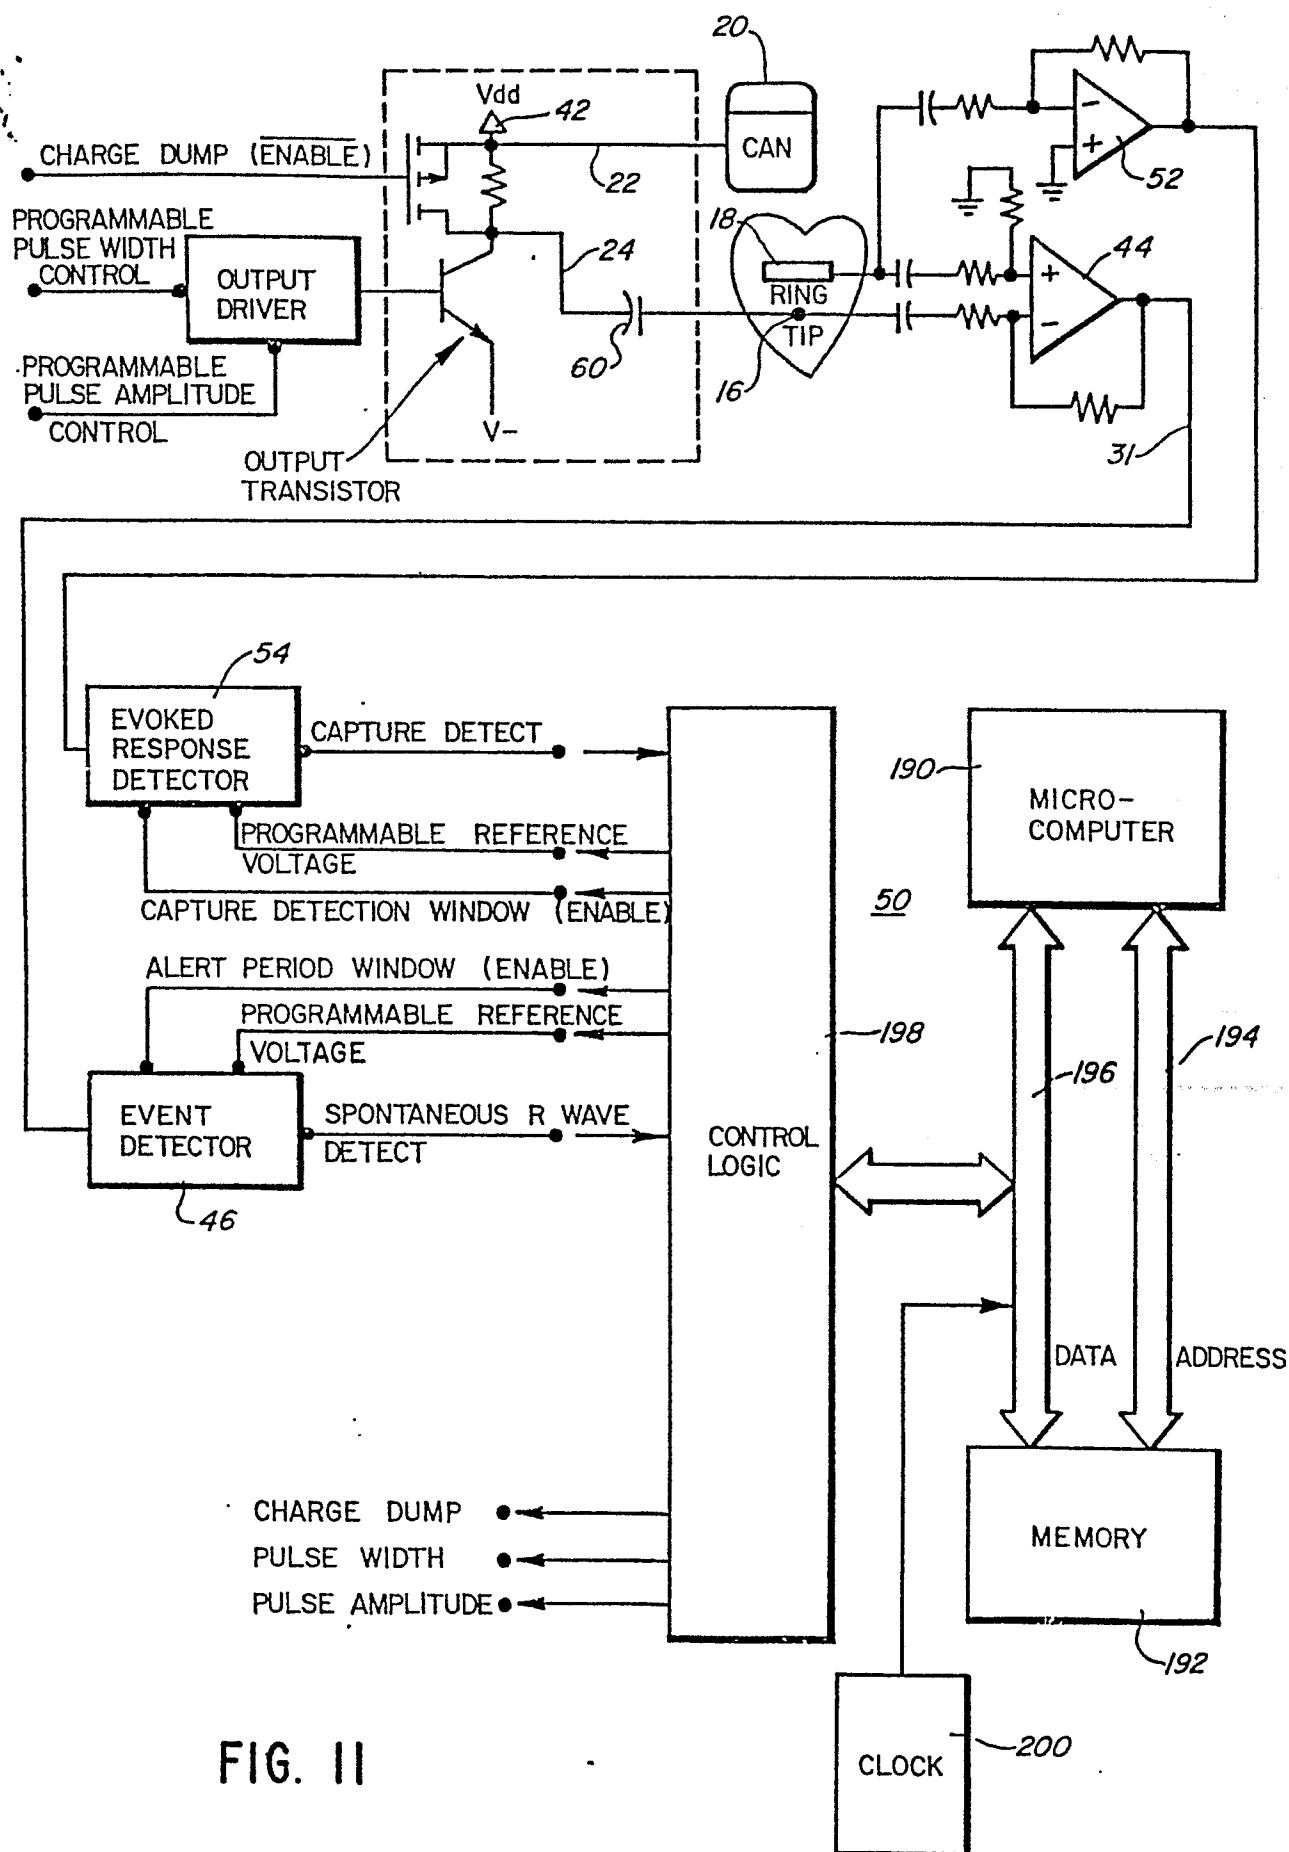 20
Vdd
42
CHARGE DUMP (ENABLE)
CAN
22
52
PROGRAMMABLE
PULSE WIDTH
CONTROL
OUTPUT
DRIVER
24
18
RING
TIP
+
-
44
-
+
60
16
PROGRAMMABLE
PULSE AMPLITUDE
CONTROL
V-
OUTPUT
TRANSISTOR
31
54
EVOKED
RESPONSE
DETECTOR
CAPTURE DETECT
PROGRAMMABLE REFERENCE
VOLTAGE
CAPTURE DETECTION WINDOW (ENABLE)
190
MICRO-
COMPUTER
50
ALERT PERIOD WINDOW (ENABLE)
PROGRAMMABLE REFERENCE
VOLTAGE
198
196
194
EVENT
DETECTOR
SPONTANEOUS R WAVE
DETECT
46
CONTROL
LOGIC
DATA
ADDRESS
CHARGE DUMP
PULSE WIDTH
PULSE AMPLITUDE
MEMORY
192
CLOCK
200
FIG. 11